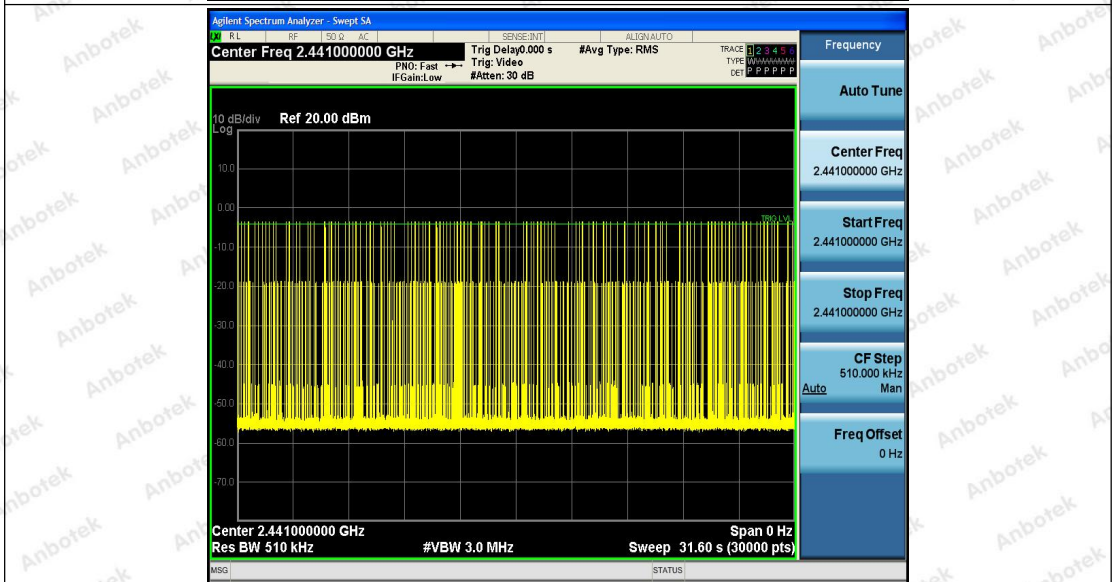 Agilent Spectrum Analyzer - Swept SA
RL RF 50 Ω AC SENSE:INT ALIGN AUTO
Center Freq 2.441000000 GHz
PNO: Fast
IFGain:Low
Trig Delay0.000 s
Trig: Video
#Atten: 30 dB
#Avg Type: RMS
TRACE 1 2 3 4 5 6
TYPE
DET P P P P P P
10 dB/div
Log
Ref 20.00 dBm
10.0
0.00
-10.0
-20.0
-30.0
-40.0
-50.0
-60.0
-70.0
TRIG LVL
Center 2.441000000 GHz
Span 0 Hz
Res BW 510 kHz
#VBW 3.0 MHz
Sweep 31.60 s (30000 pts)
MSG
STATUS
Frequency
Auto Tune
Center Freq
2.441000000 GHz
Start Freq
2.441000000 GHz
Stop Freq
2.441000000 GHz
CF Step
510.000 kHz
Auto Man
Freq Offset
0 Hz
Anbotek